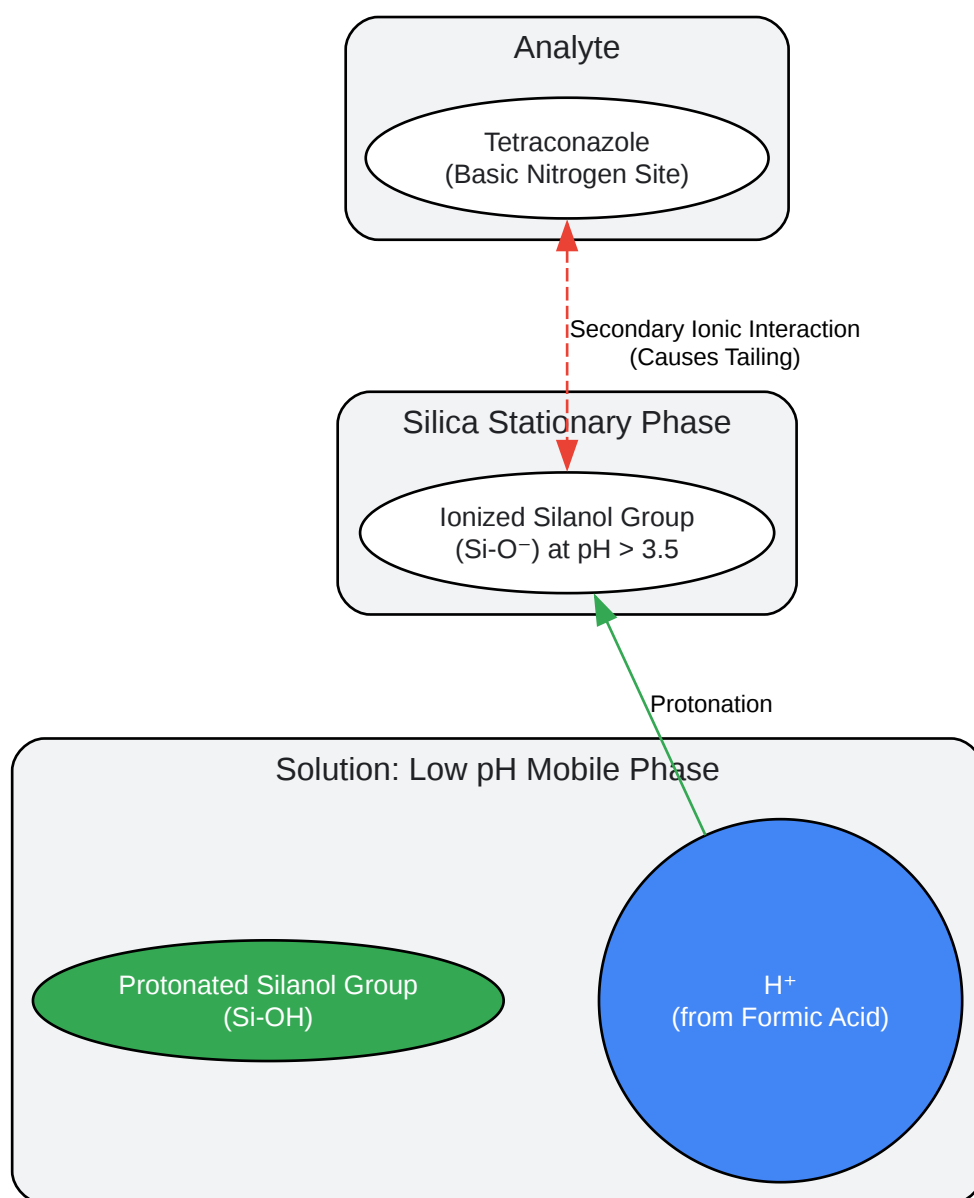 Analyte
Tetraconazole
(Basic Nitrogen Site)
Secondary Ionic Interaction
(Causes Tailing)
Silica Stationary Phase
Ionized Silanol Group
(Si-O⁻) at pH > 3.5
Protonation
Solution: Low pH Mobile Phase
Protonated Silanol Group
(Si-OH)
H⁺
(from Formic Acid)